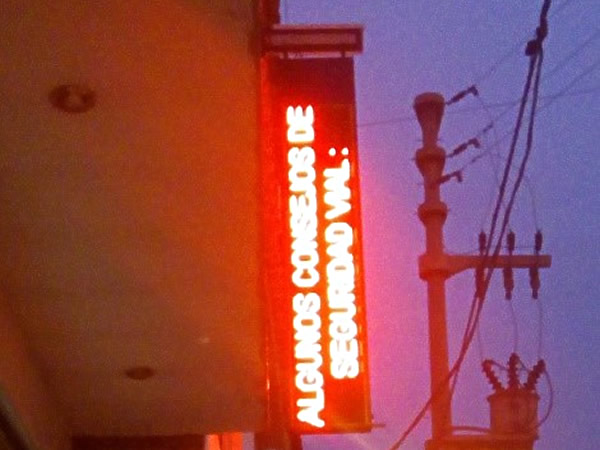 ALGUNOS CONSEJOS DE
SEGURIDAD VIAL: